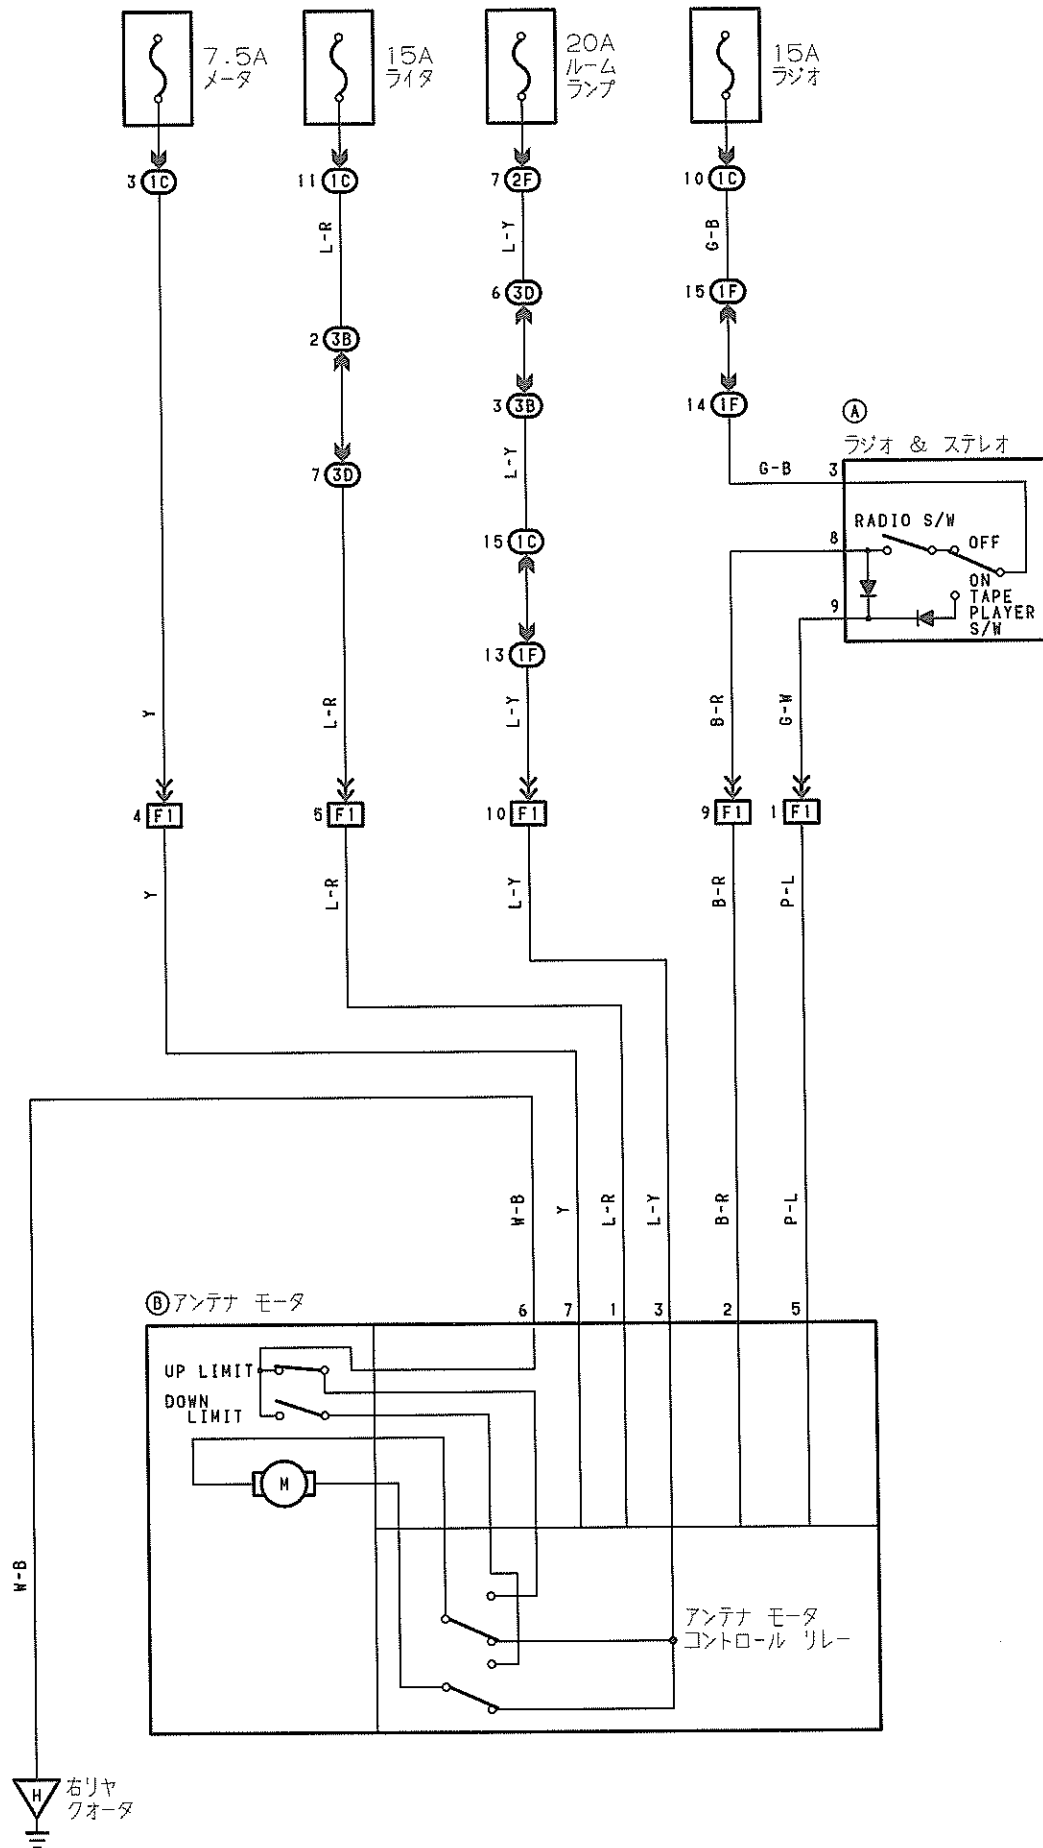 7.5A
メータ
15A
ライタ
20A
ルーム
ランプ
15A
ラジオ
3 1C
11 1C
7 2F
10 1C
L-R
L-Y
G-B
6 3D
15 1F
2 3B
3 3B
14 1F
A
ラジオ & ステレオ
7 3D
L-Y
G-B
3
RADIO S/W
8
OFF
15 1C
ON
TAPE
PLAYER
S/W
9
13 1F
Y
L-R
L-Y
B-R
G-W
4 F1
5 F1
10 F1
9 F1
1 F1
Y
L-R
L-Y
B-R
P-L
W-B
Y
L-R
L-Y
B-R
P-L
B アンテナ モータ
6
7
1
3
2
5
UP LIMIT
DOWN
LIMIT
M
W-B
アンテナ モータ
コントロール リレー
H
右リヤ
クオータ